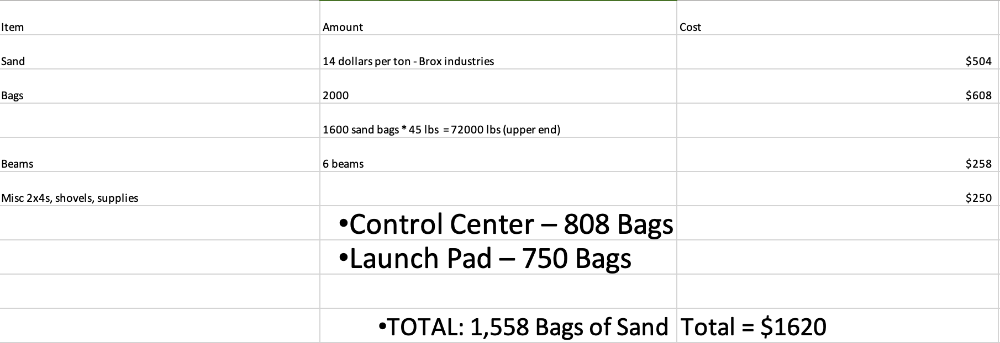 Item Amount Cost
Sand 14 dollars per ton - Brox industries $504
Bags 2000 $608
1600 sand bags * 45 lbs = 72000 lbs (upper end)
Beams 6 beams $258
Misc 2x4s, shovels, supplies $250
•Control Center – 808 Bags
•Launch Pad – 750 Bags
•TOTAL: 1,558 Bags of Sand Total = $1620